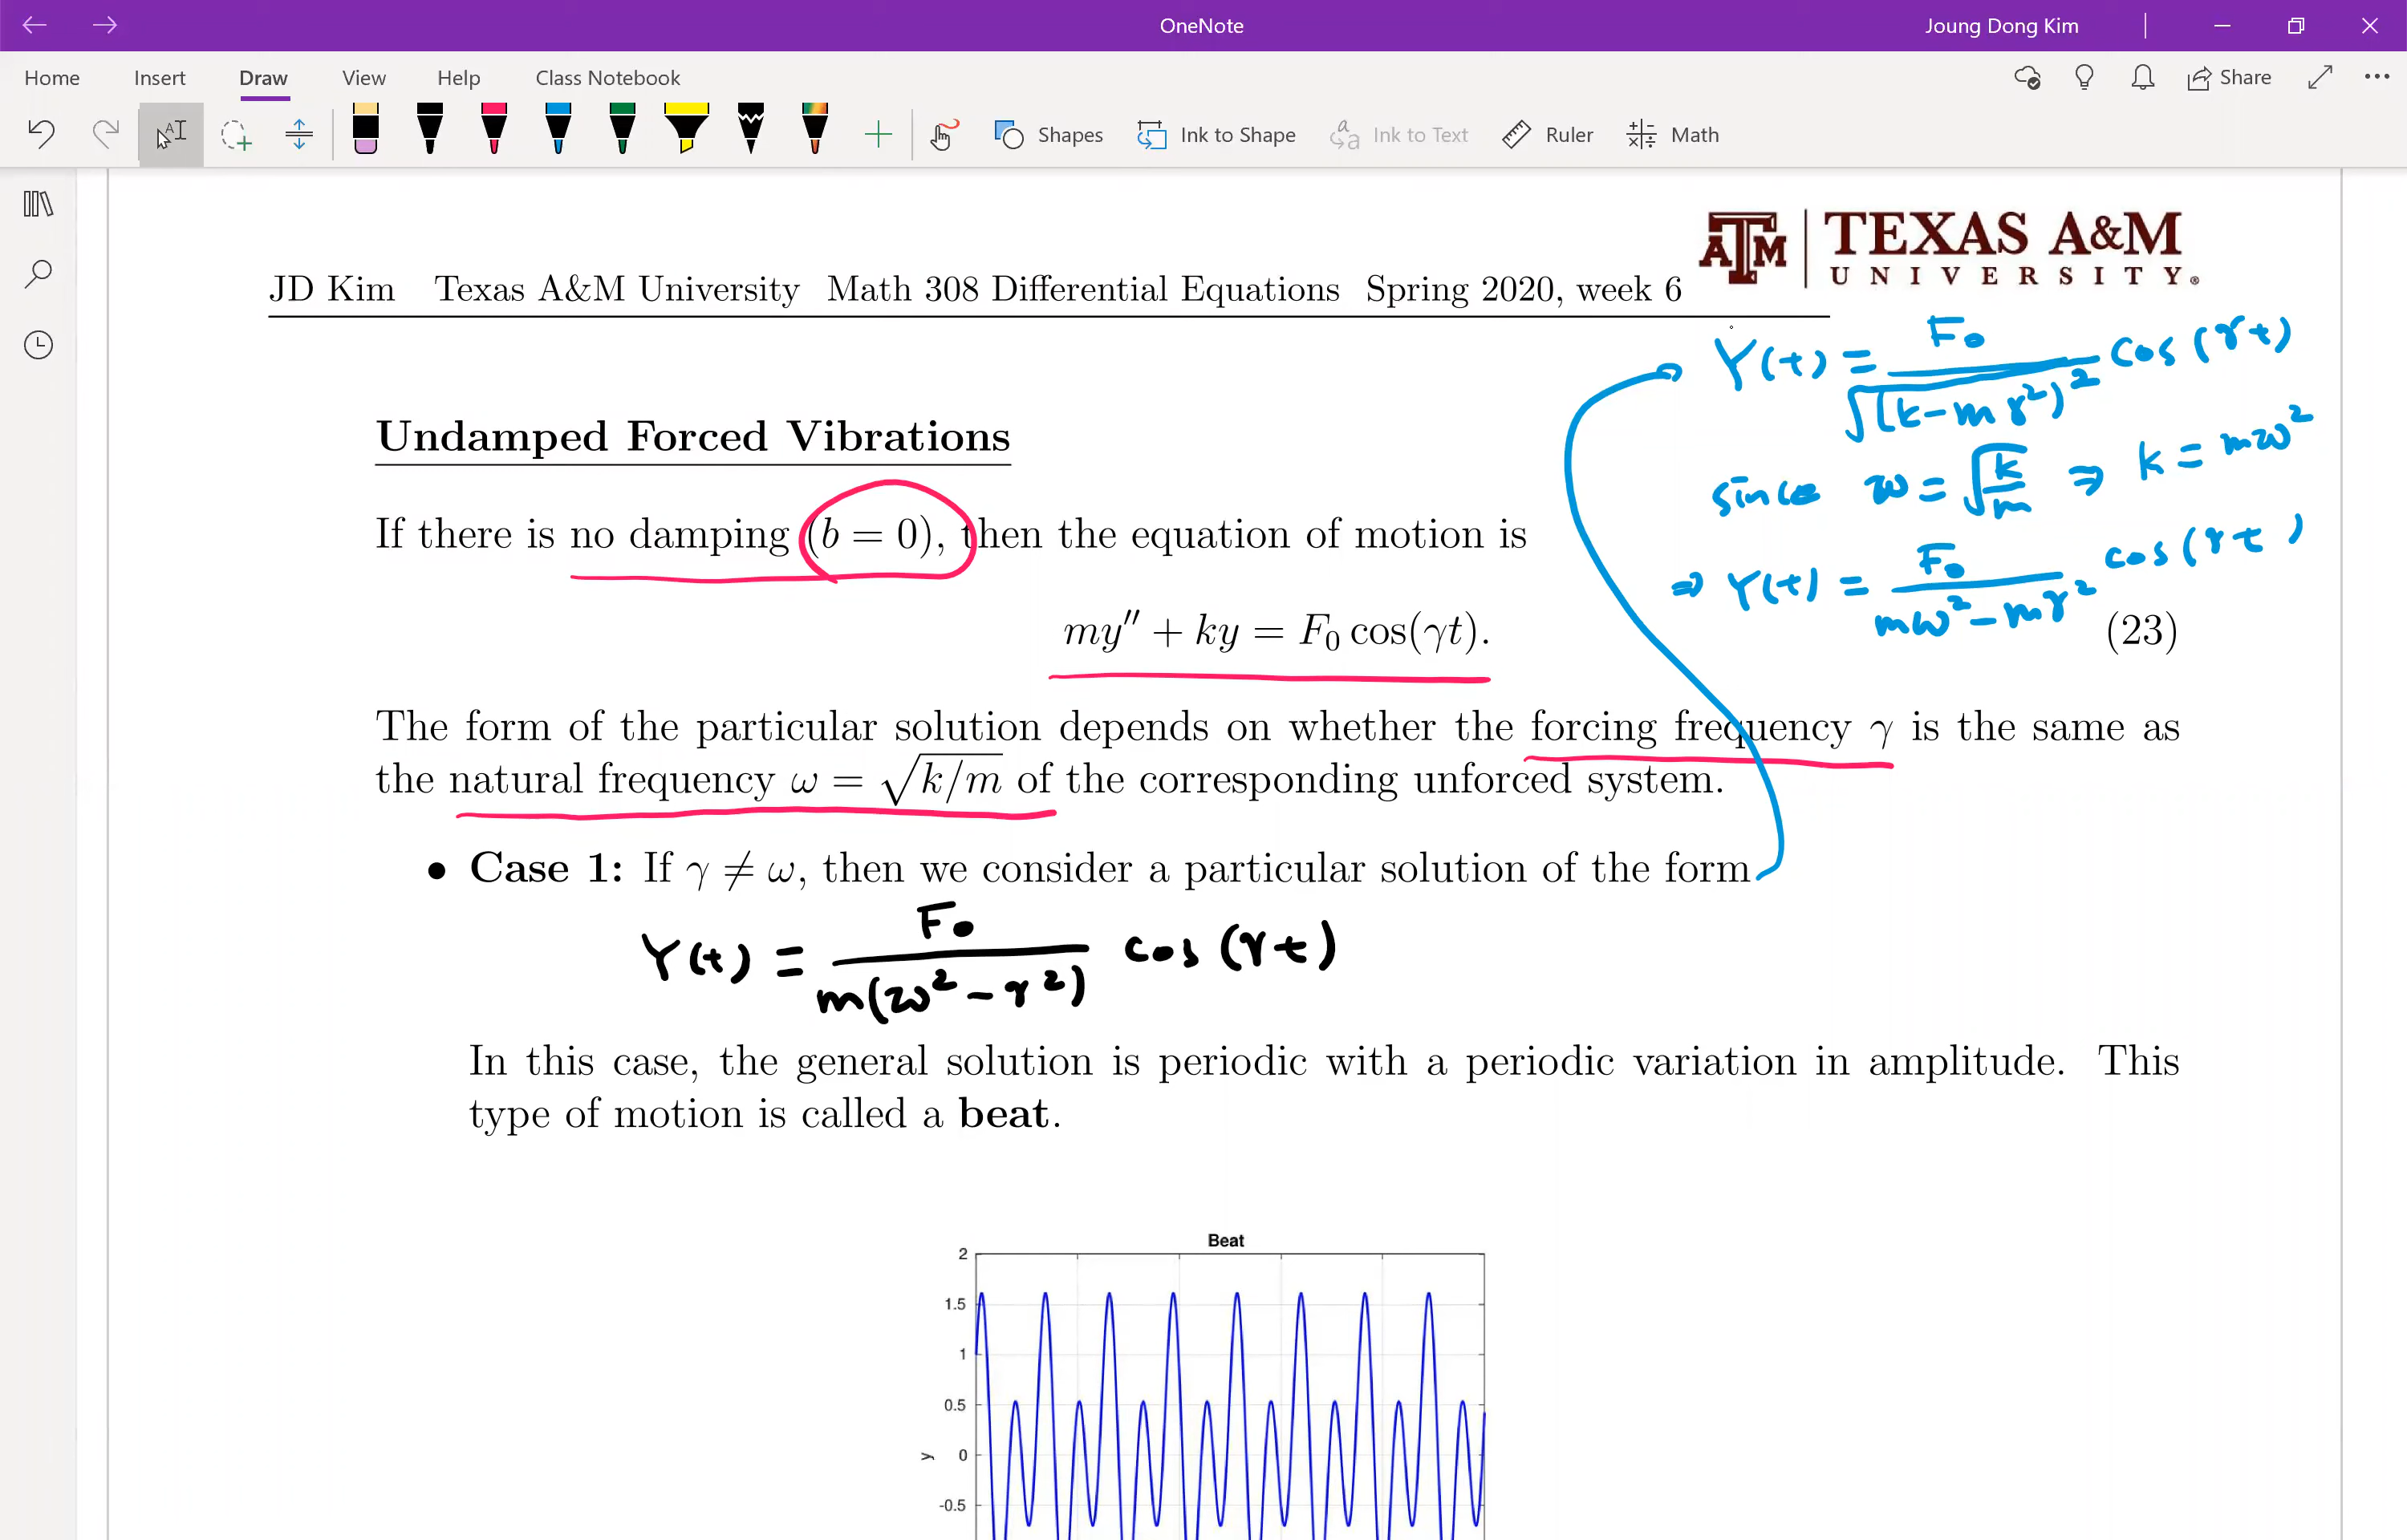 OneNote
Joung Dong Kim
Home Insert Draw View Help Class Notebook
Share
Shapes Ink to Shape Ink to Text Ruler Math
TEXAS A&M
UNIVERSITY®
JD Kim Texas A&M University Math 308 Differential Equations Spring 2020, week 6
Y(t) = F₀ / √((k-mγ²)²) cos(γt)
since ω = √(k/m) ⇒ k = mω²
⇒ Y(t) = F₀ / (mω² - mγ²) cos(γt)
Undamped Forced Vibrations
If there is no damping (b = 0), then the equation of motion is
my″ + ky = F₀ cos(γt). (23)
The form of the particular solution depends on whether the forcing frequency γ is the same as
the natural frequency ω = √k/m of the corresponding unforced system.
• Case 1: If γ ≠ ω, then we consider a particular solution of the form
Y(t) = F₀ / m(ω² - γ²) cos(γt)
In this case, the general solution is periodic with a periodic variation in amplitude. This
type of motion is called a beat.
Beat
2
1.5
1
0.5
y
0
-0.5